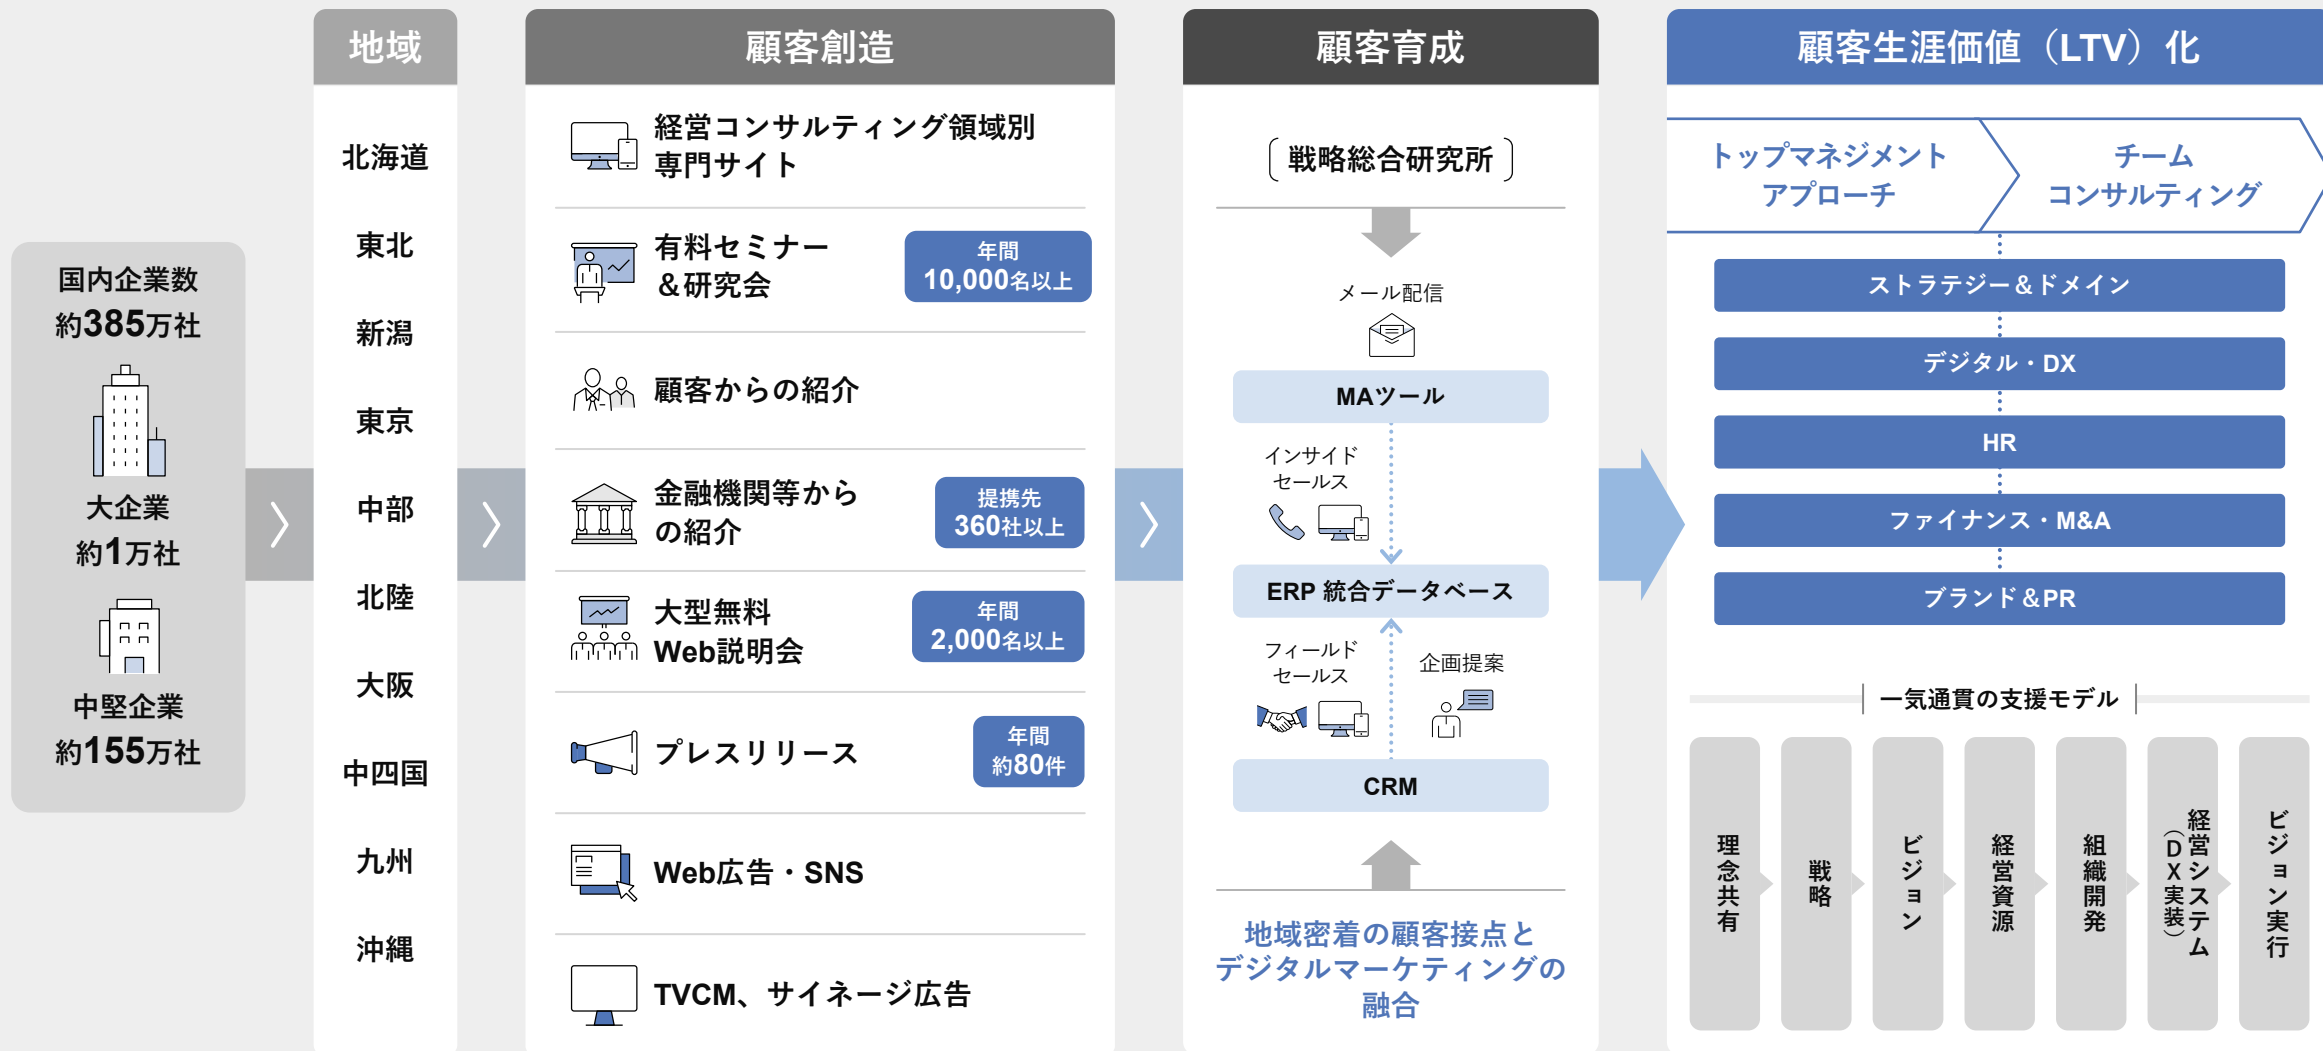 国内企業数
約385万社
大企業
約1万社
中堅企業
約155万社
地域
北海道
東北
新潟
東京
中部
北陸
大阪
中四国
九州
沖縄
顧客創造
経営コンサルティング領域別
専門サイト
有料セミナー
＆研究会
年間
10,000名以上
顧客からの紹介
金融機関等から
の紹介
提携先
360社以上
大型無料
Web説明会
年間
2,000名以上
プレスリリース
年間
約80件
Web広告・SNS
TVCM、サイネージ広告
顧客育成
〔戦略総合研究所〕
メール配信
MAツール
インサイド
セールス
ERP 統合データベース
フィールド
セールス
企画提案
CRM
地域密着の顧客接点と
デジタルマーケティングの
融合
顧客生涯価値（LTV）化
トップマネジメント
アプローチ
チーム
コンサルティング
ストラテジー＆ドメイン
デジタル・DX
HR
ファイナンス・M&A
ブランド＆PR
一気通貫の支援モデル
理念共有
戦略
ビジョン
経営資源
組織開発
経営システム
（DX実装）
ビジョン実行